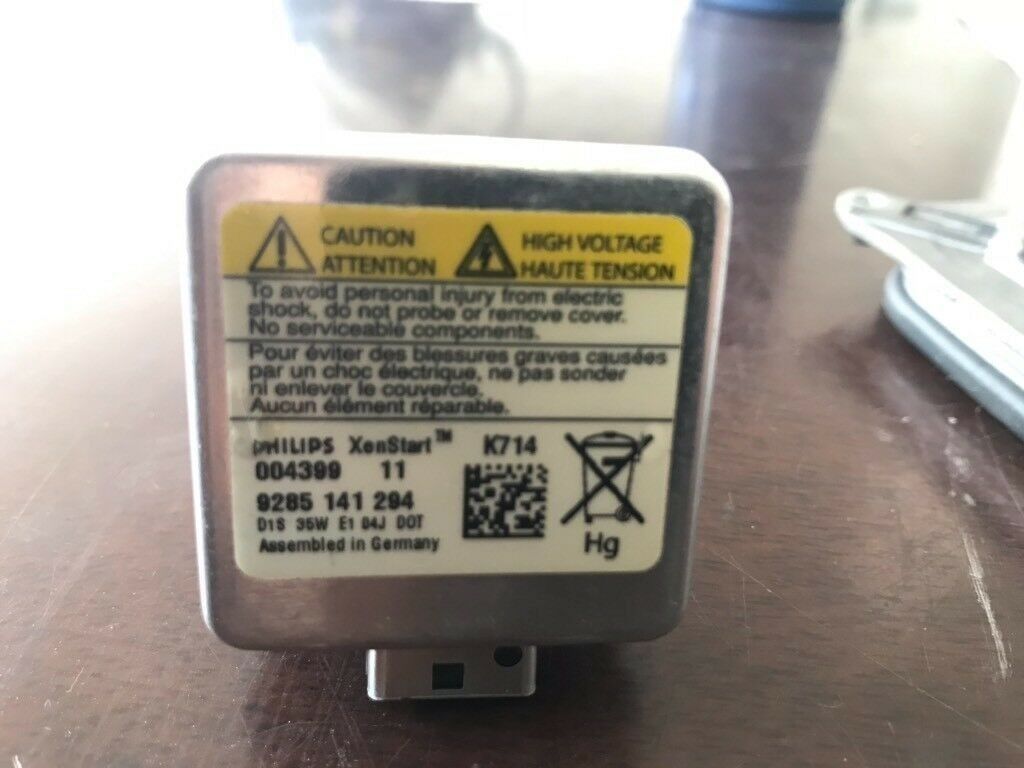 CAUTION
ATTENTION
HIGH VOLTAGE
HAUTE TENSION
To avoid personal injury from electric
shock, do not probe or remove cover.
No serviceable components.
Pour éviter des blessures graves causées
par un choc électrique, ne pas sonder
ni enlever le couvercle.
Aucun élément réparable.
PHILIPS XenStart™ K714
004399 11
9285 141 294
D1S 35W E1 04J DOT
Assembled in Germany
Hg